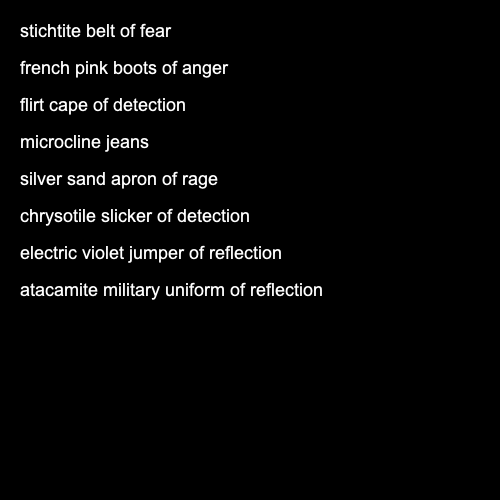 stichtite belt of fear
french pink boots of anger
flirt cape of detection
microcline jeans
silver sand apron of rage
chrysotile slicker of detection
electric violet jumper of reflection
atacamite military uniform of reflection